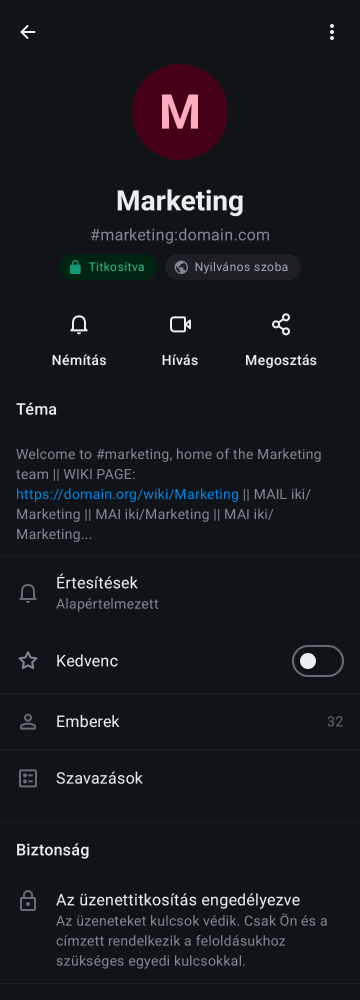 M
Marketing
#marketing:domain.com
Titkosítva
Nyilvános szoba
Némítás
Hívás
Megosztás
Téma
Welcome to #marketing, home of the Marketing
team || WIKI PAGE:
https://domain.org/wiki/Marketing || MAIL iki/
Marketing || MAI iki/Marketing || MAI iki/
Marketing...
Értesítések
Alapértelmezett
Kedvenc
Emberek
32
Szavazások
Biztonság
Az üzenettitkosítás engedélyezve
Az üzeneteket kulcsok védik. Csak Ön és a
címzett rendelkezik a feloldásukhoz
szükséges egyedi kulcsokkal.